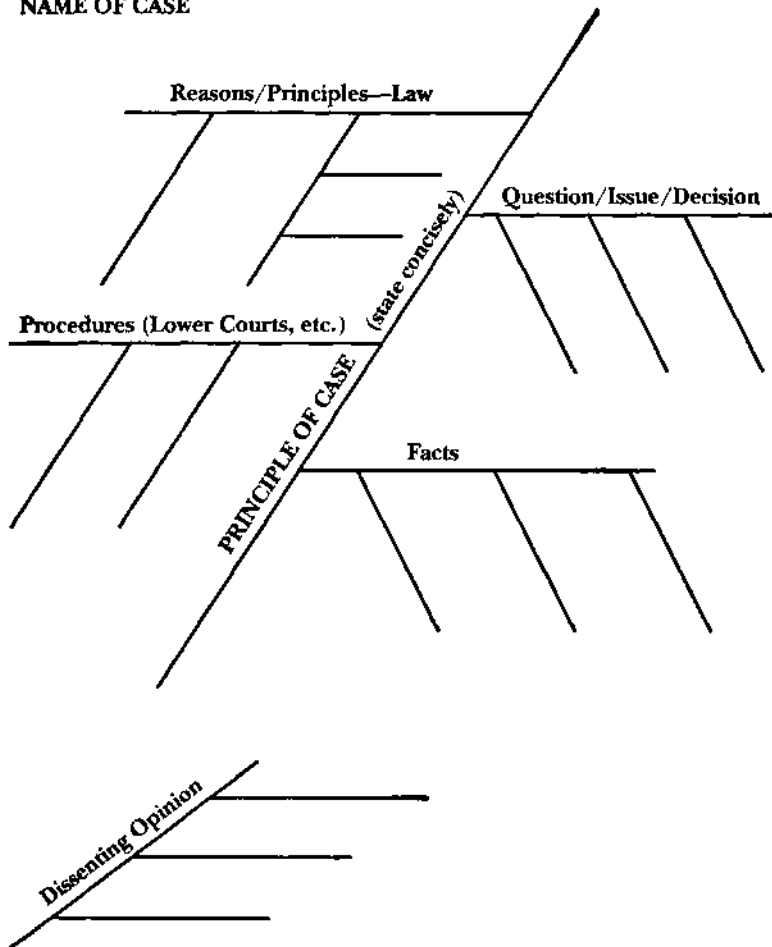 NAME OF CASE
Reasons/Principles—Law
Question/Issue/Decision
Procedures (Lower Courts, etc.)
PRINCIPLE OF CASE (state concisely)
Facts
Dissenting Opinion